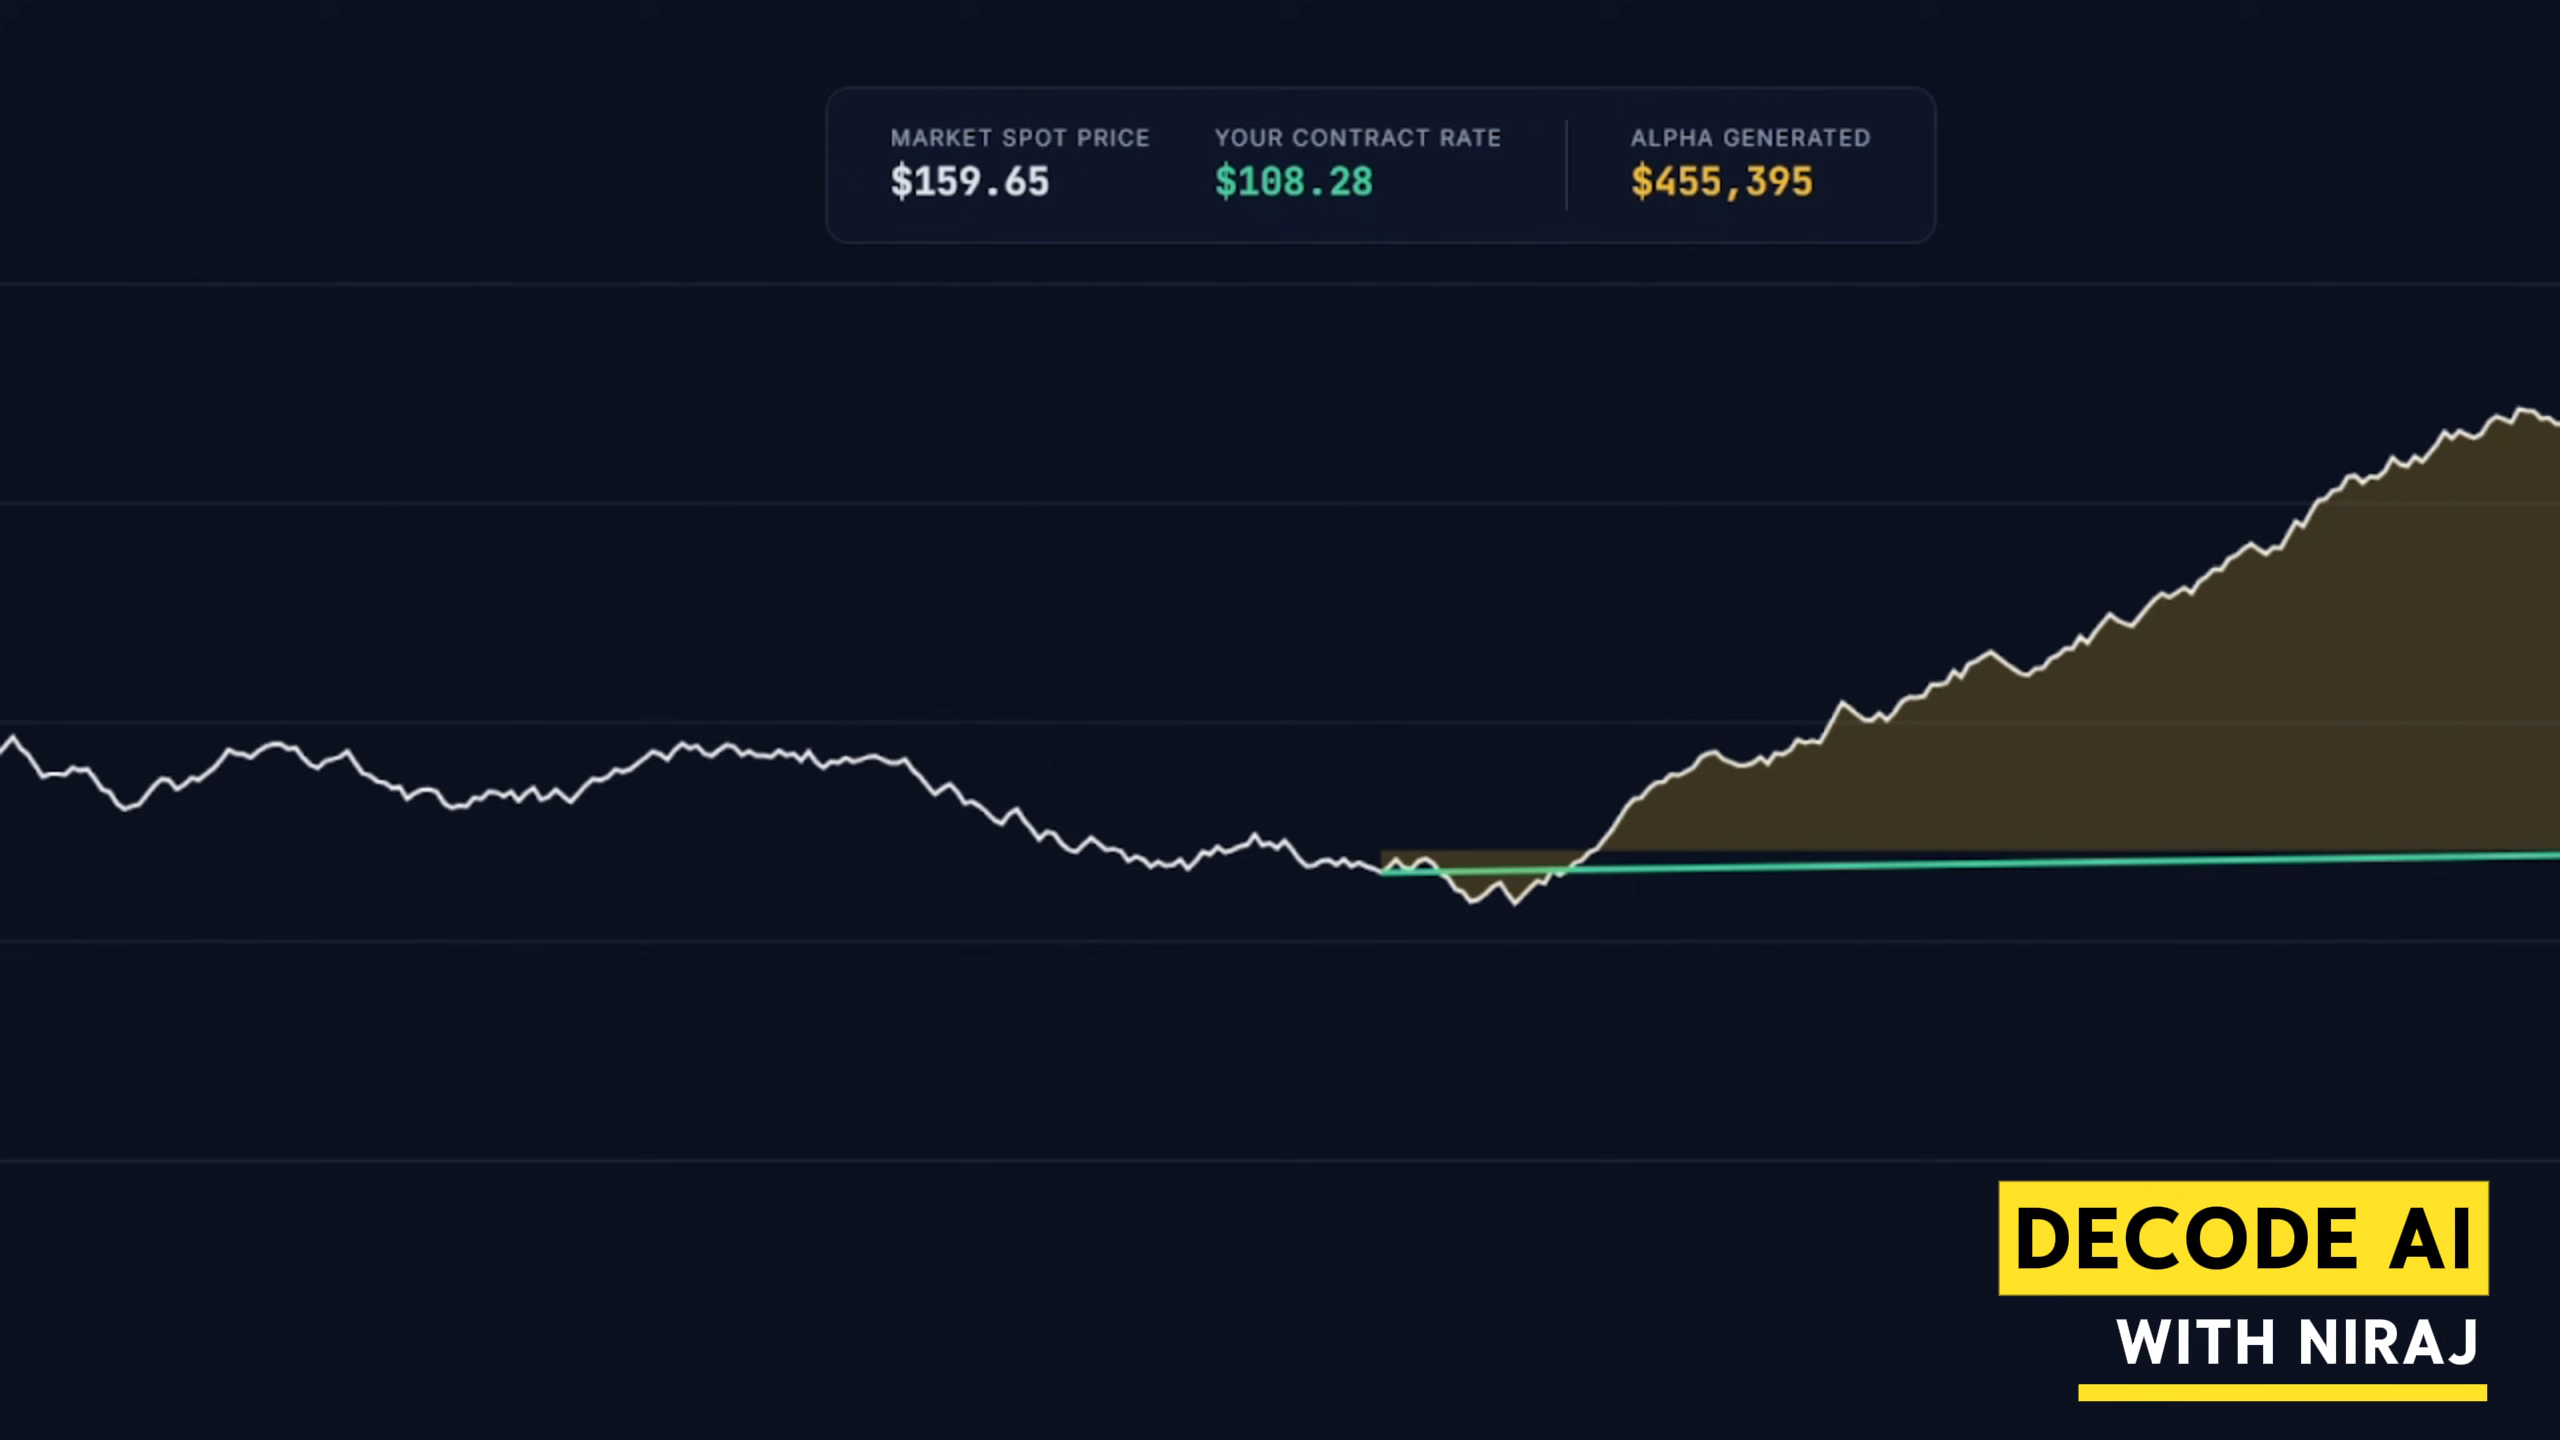 MARKET SPOT PRICE YOUR CONTRACT RATE ALPHA GENERATED
$159.65 $108.28 $455,395
DECODE AI
WITH NIRAJ